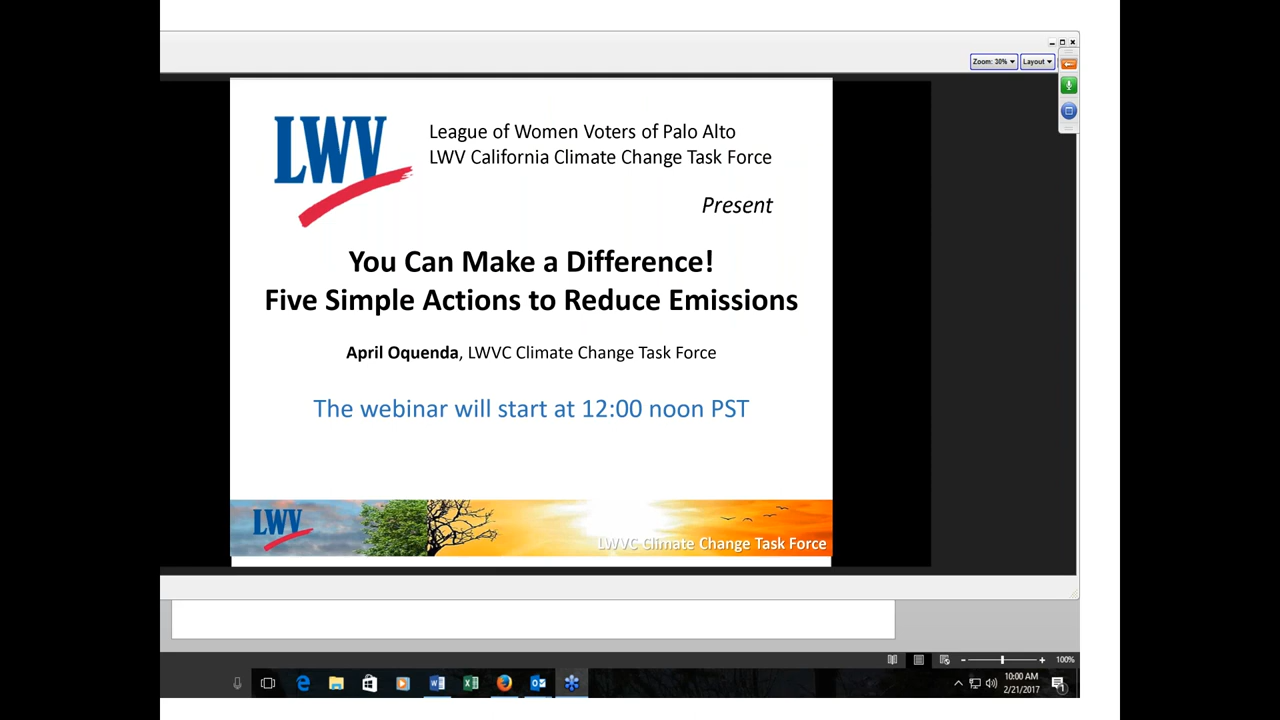 Zoom: 30%
Layout
LWV
League of Women Voters of Palo Alto
LWV California Climate Change Task Force
Present
You Can Make a Difference!
Five Simple Actions to Reduce Emissions
April Oquenda, LWVC Climate Change Task Force
The webinar will start at 12:00 noon PST
LWV
LWVC Climate Change Task Force
100%
10:00 AM
2/21/2017
1